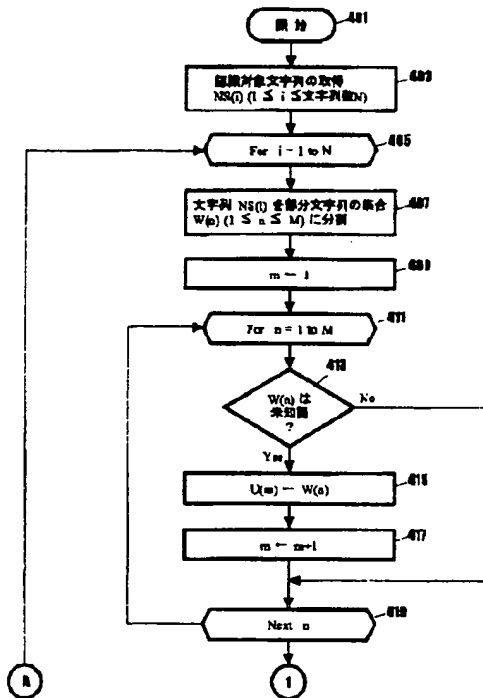 開始
401
認識対象文字列の取得
NS(i) (1 ≤ i ≤文字列数N)
403
For i = 1 to N
405
文字列 NS(i) を部分文字列の集合
W(n) (1 ≤ n ≤ M) に分割
407
m ← 1
409
For n = 1 to M
411
413
W(n) は
未知語
?
No
Yes
U(m) ← W(n)
415
m ← m+1
417
Next n
419
A
1